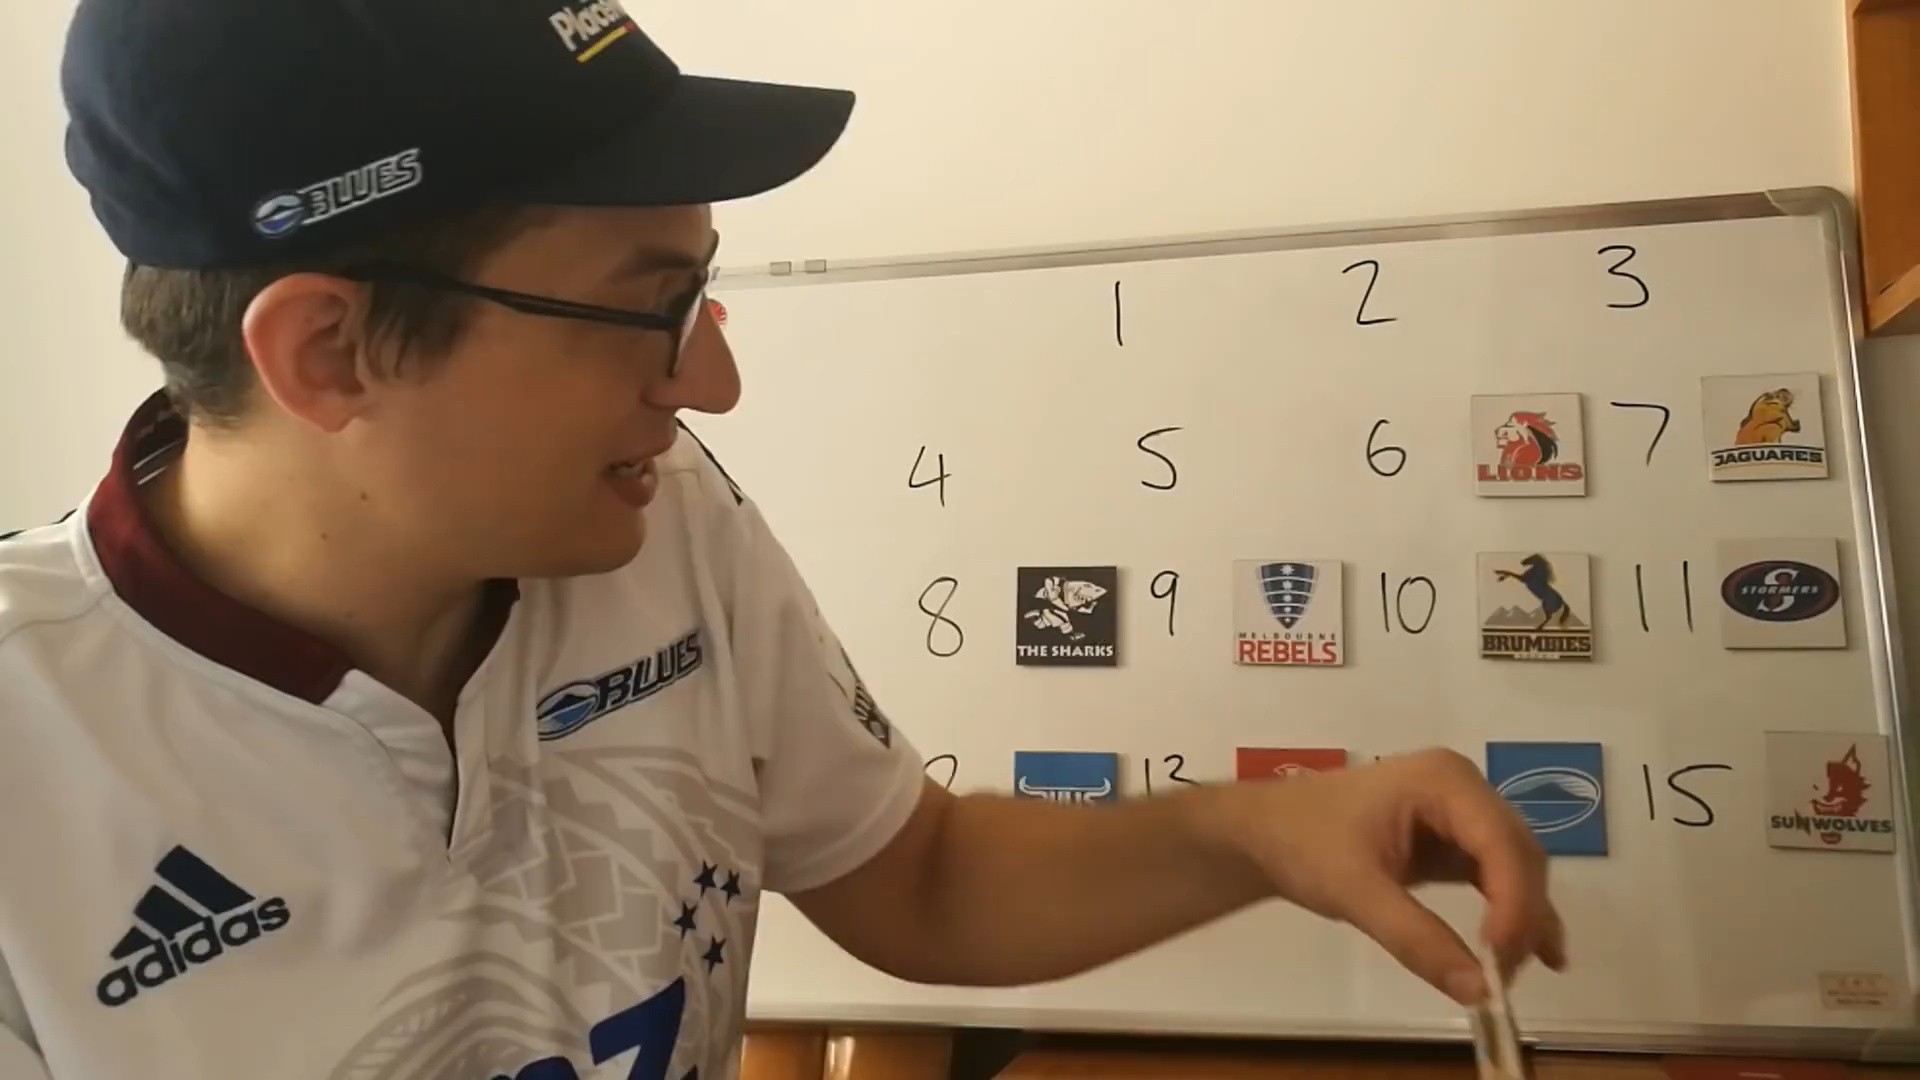 BLUES
1 2 3
4 5 6 LIONS 7 JAGUARES
8 THE SHARKS 9 MELBOURNE REBELS 10 BRUMBIES 11 STORMERS
13 15 SUNWOLVES
BLUES
adidas